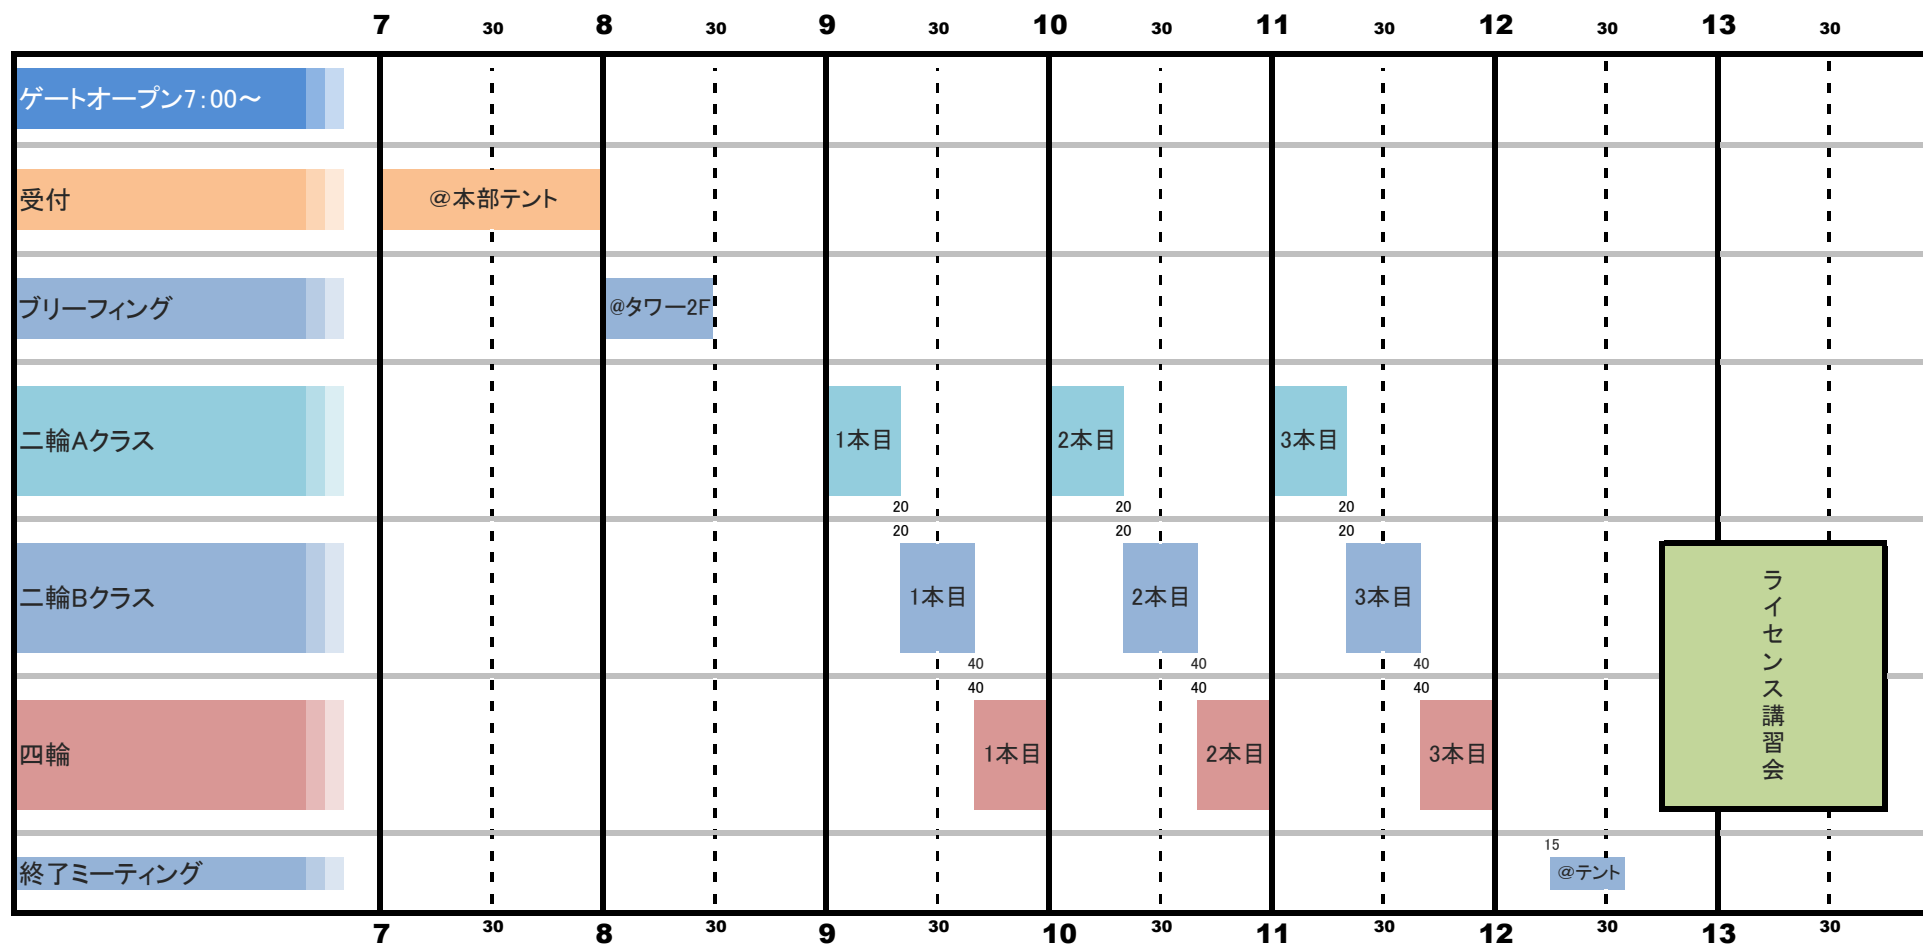 7 30 8 30 9 30 10 30 11 30 12 30 13 30
ゲートオープン7:00～
受付 @本部テント
ブリーフィング @タワー2F
二輪Aクラス 1本目 2本目 3本目
20 20 20
20 20 20
二輪Bクラス 1本目 2本目 3本目
ライセンス講習会
40 40 40
40 40 40
四輪 1本目 2本目 3本目
15
終了ミーティング @テント
7 30 8 30 9 30 10 30 11 30 12 30 13 30